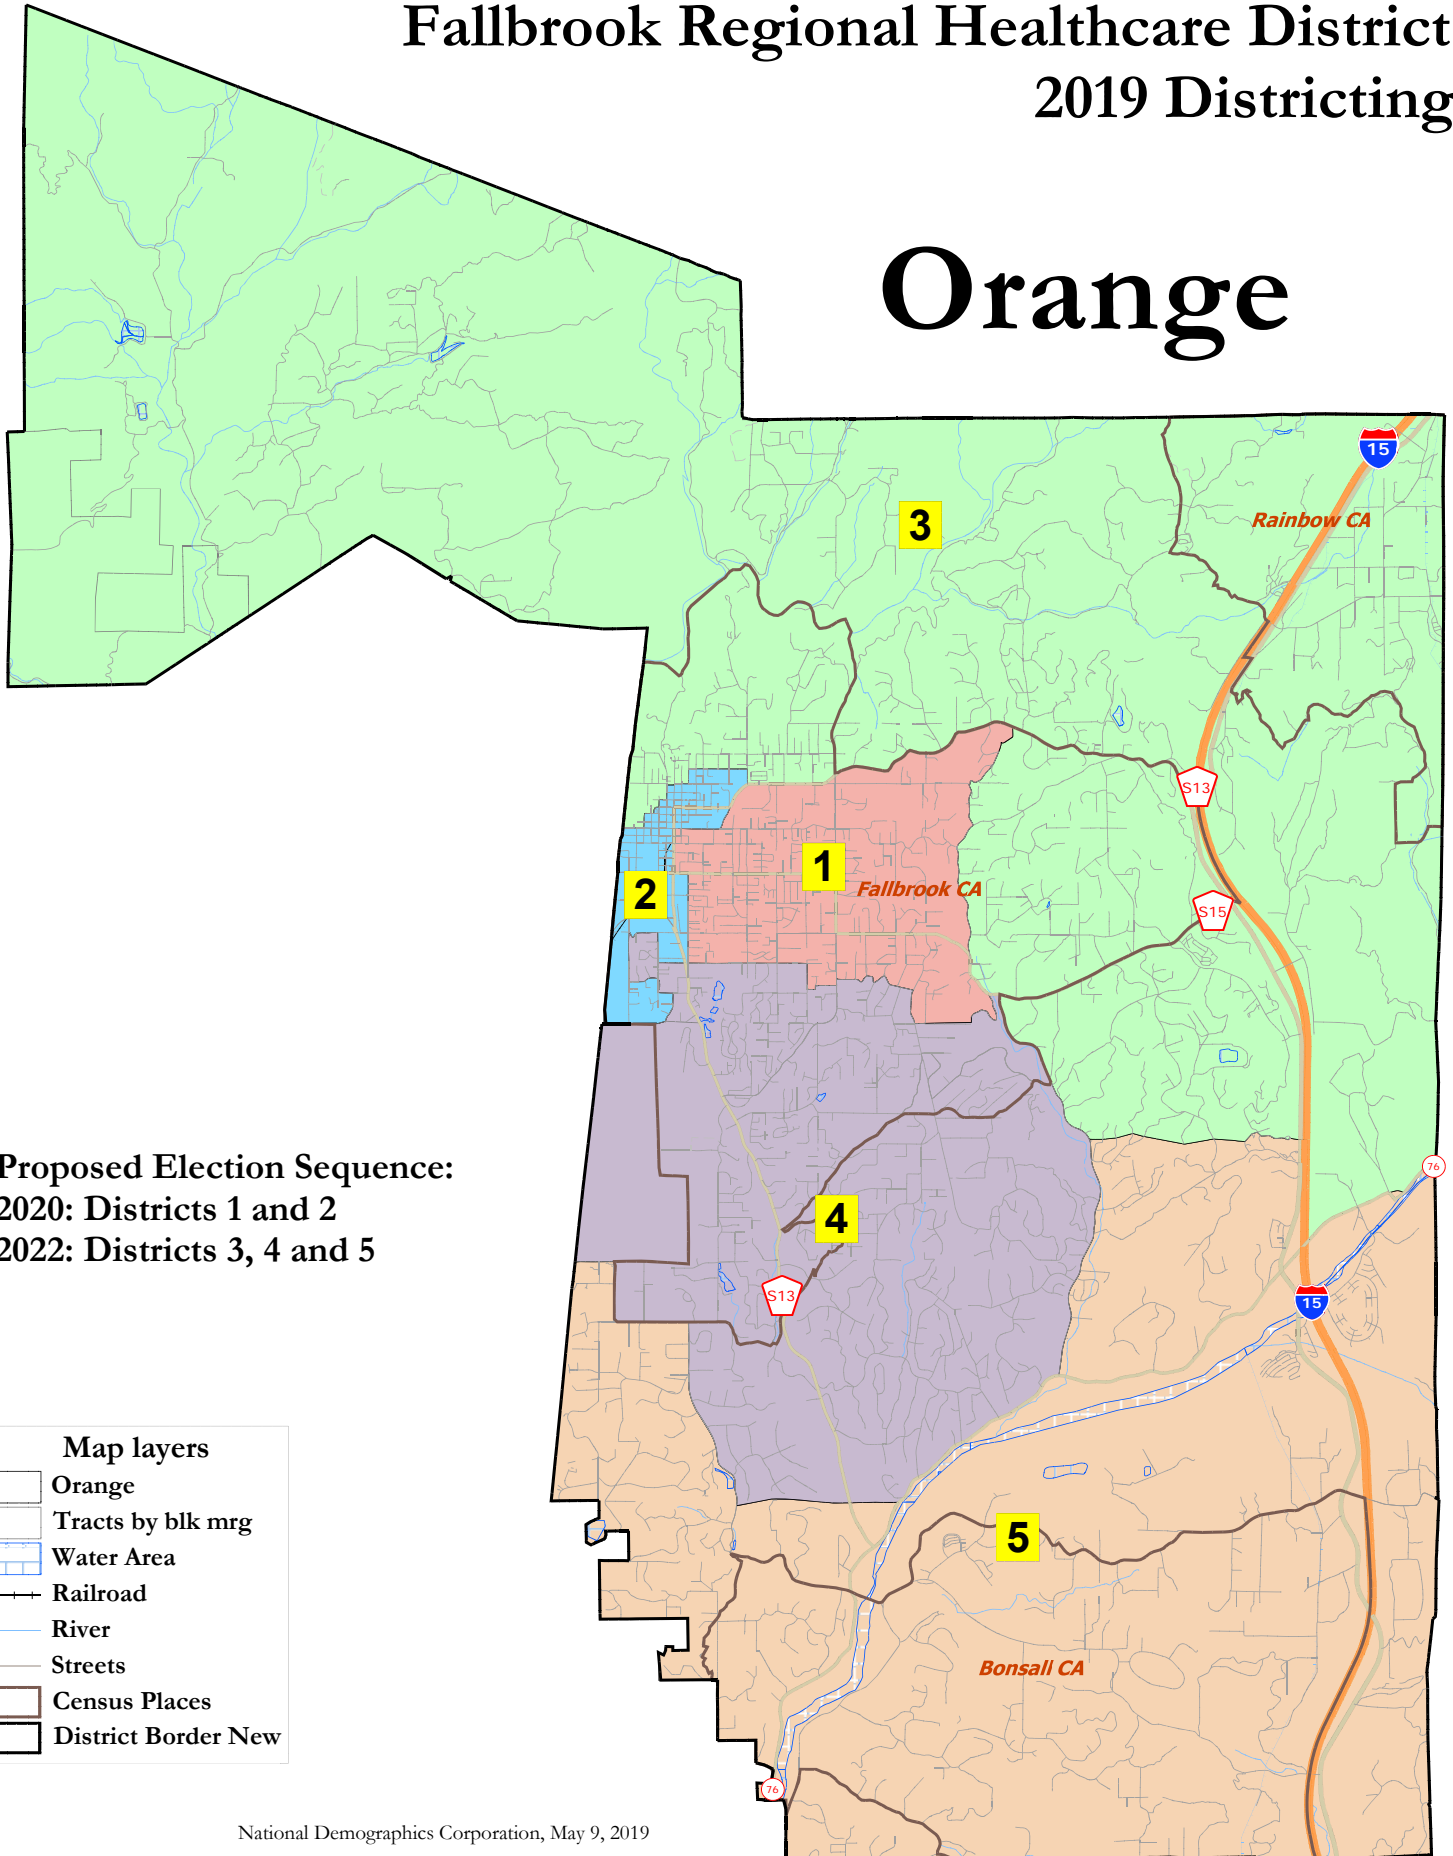 Fallbrook Regional Healthcare District
2019 Districting
Orange
15
Rainbow CA
3
S13
1
Fallbrook CA
2
S15
Proposed Election Sequence:
2020: Districts 1 and 2
2022: Districts 3, 4 and 5
76
4
S13
15
Map layers
Orange
Tracts by blk mrg
Water Area
Railroad
River
Streets
Census Places
District Border New
5
Bonsall CA
76
National Demographics Corporation, May 9, 2019